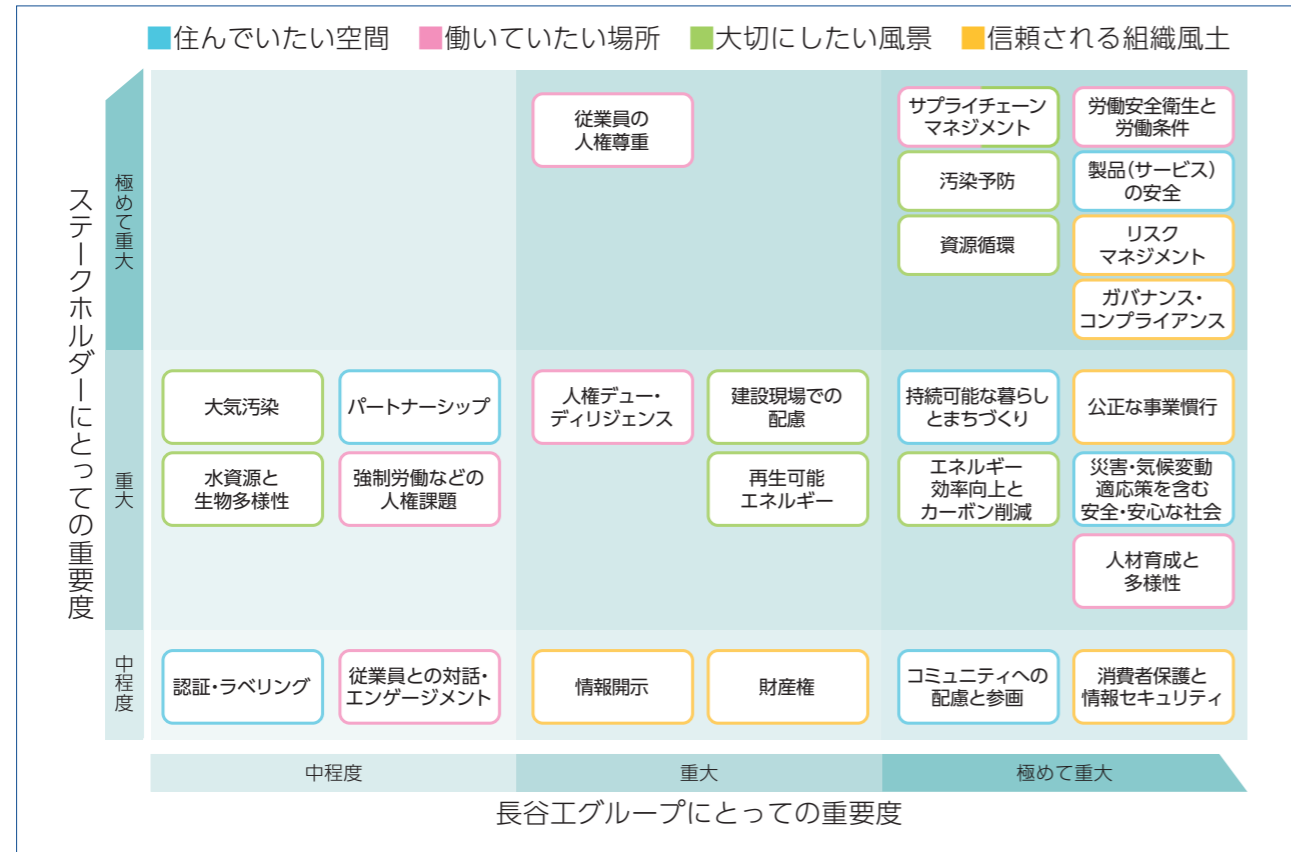 ■住んでいたい空間 ■働いていたい場所 ■大切にしたい風景 ■信頼される組織風土
ステークホルダーにとっての重要度
極めて重大
従業員の
人権尊重
サプライチェーン
マネジメント
労働安全衛生と
労働条件
汚染予防
製品(サービス)
の安全
資源循環
リスク
マネジメント
ガバナンス・
コンプライアンス
重大
大気汚染
パートナーシップ
人権デュー・
ディリジェンス
建設現場での
配慮
持続可能な暮らし
とまちづくり
公正な事業慣行
水資源と
生物多様性
強制労働などの
人権課題
再生可能
エネルギー
エネルギー
効率向上と
カーボン削減
災害・気候変動
適応策を含む
安全・安心な社会
人材育成と
多様性
中程度
認証・ラベリング
従業員との対話・
エンゲージメント
情報開示
財産権
コミュニティへの
配慮と参画
消費者保護と
情報セキュリティ
中程度
重大
極めて重大
長谷工グループにとっての重要度